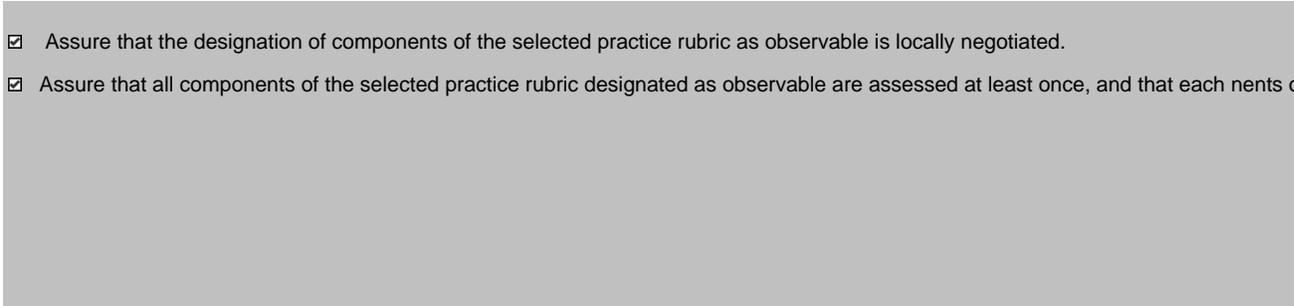 Assure that the designation of components of the selected practice rubric as observable is locally negotiated.
Assure that all components of the selected practice rubric designated as observable are assessed at least once, and that each nents